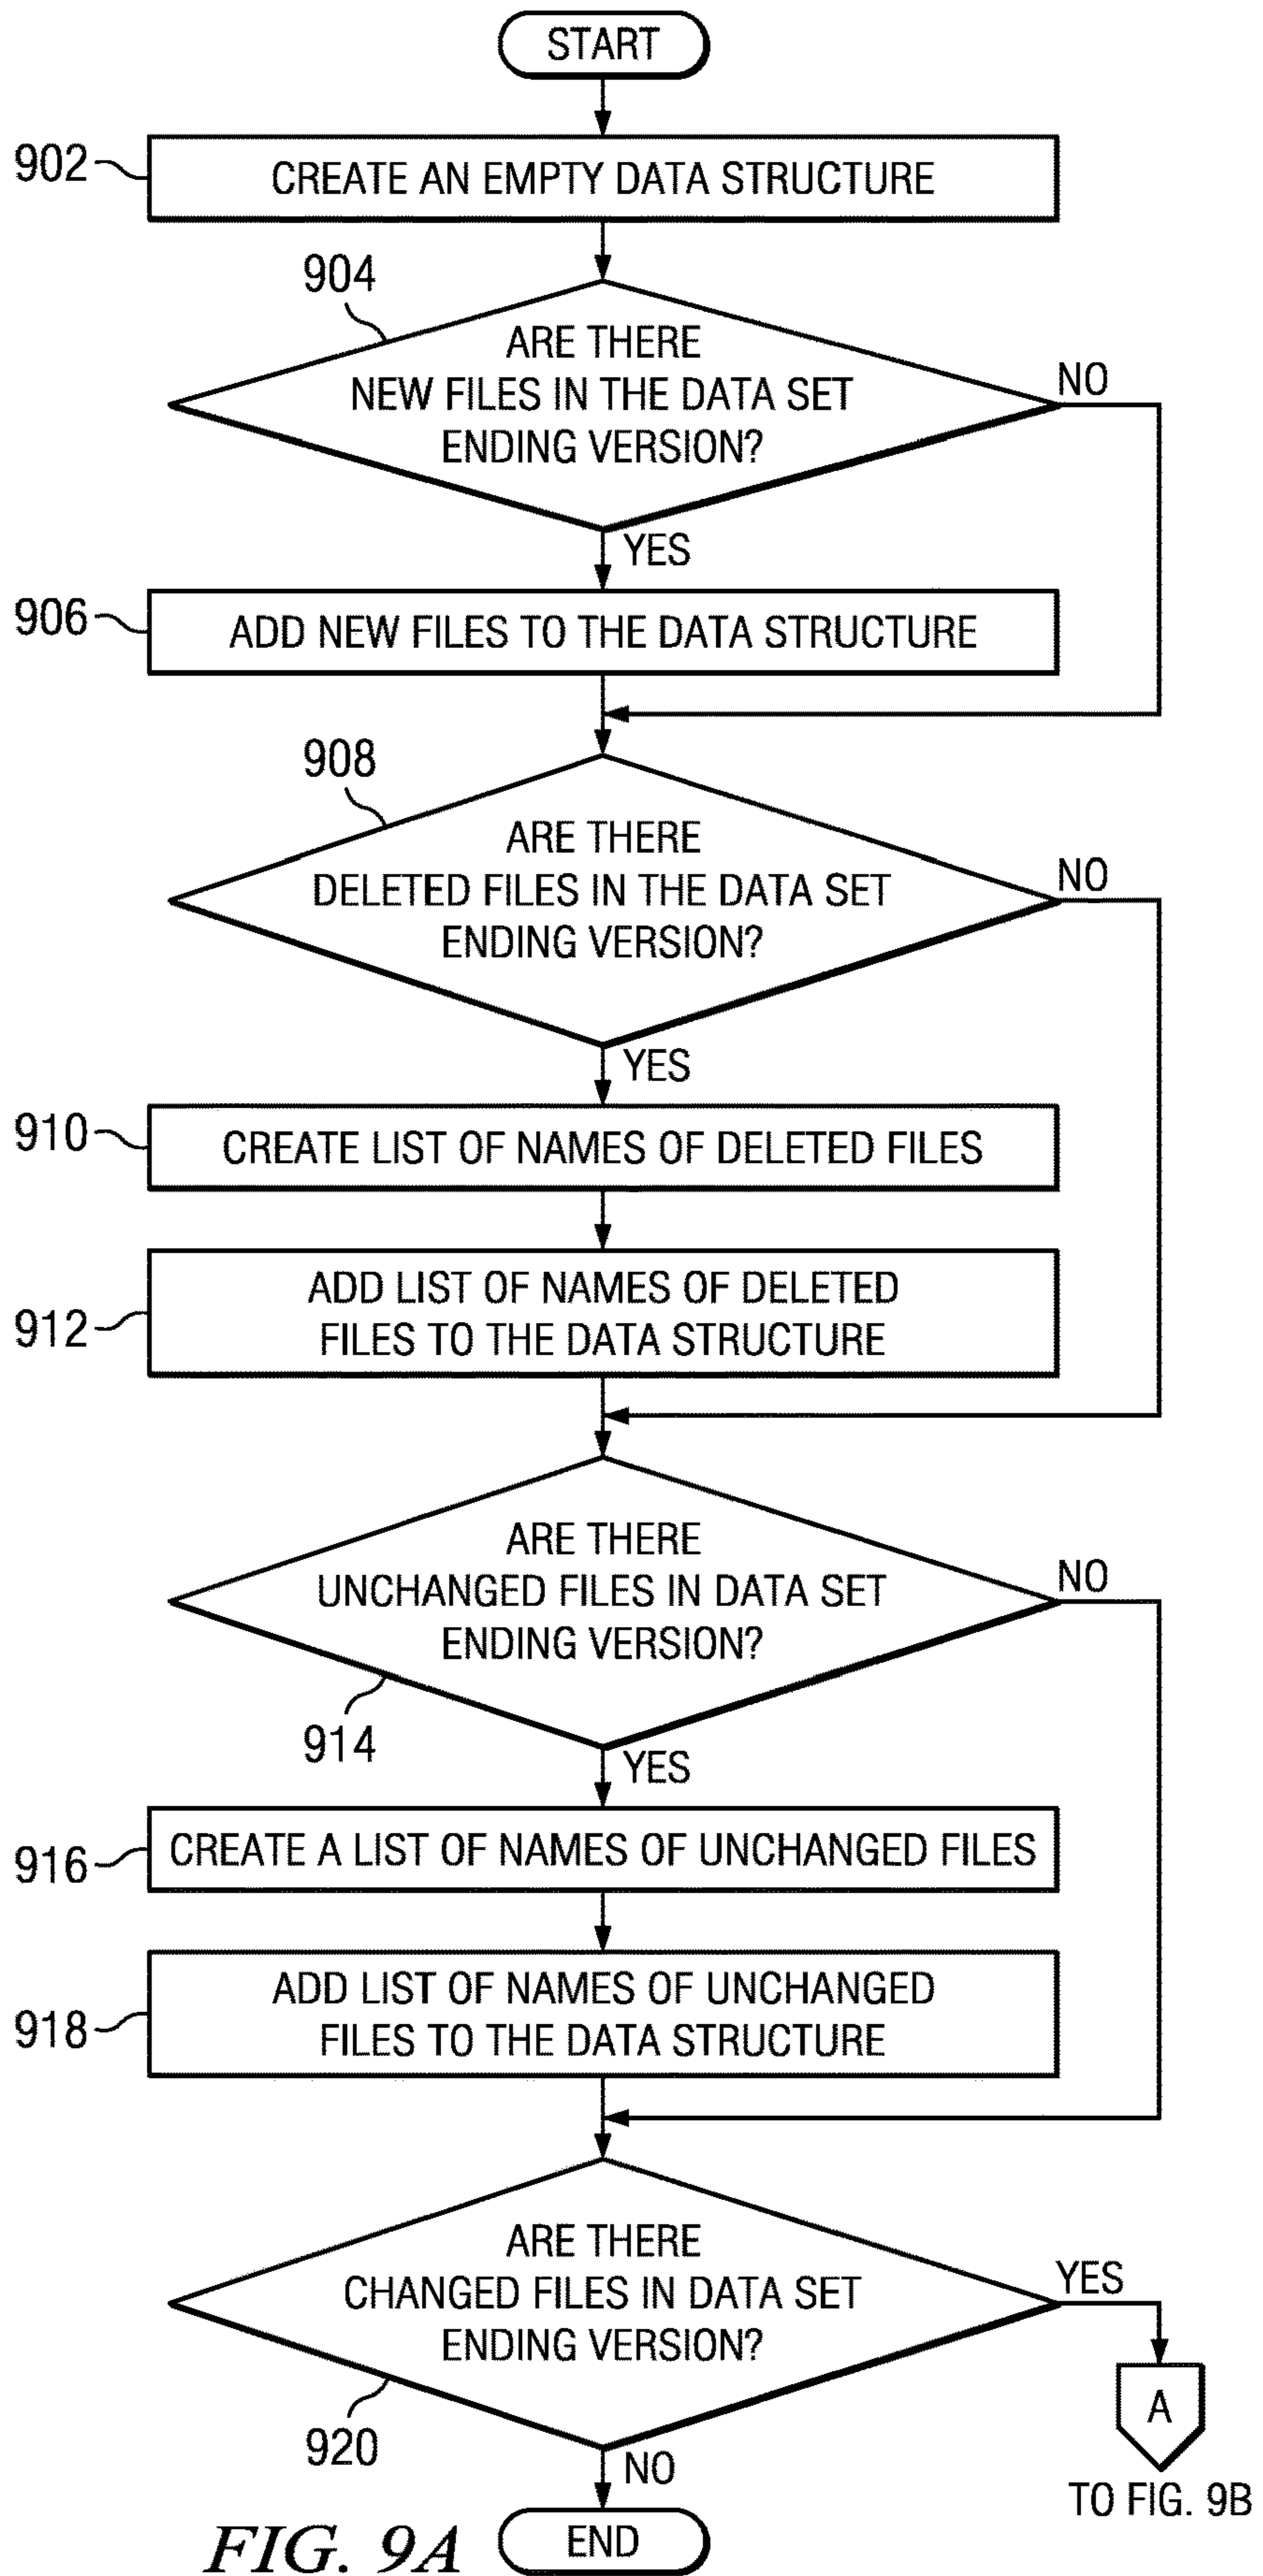 START
902
CREATE AN EMPTY DATA STRUCTURE
904
ARE THERE
NEW FILES IN THE DATA SET
ENDING VERSION?
NO
YES
906
ADD NEW FILES TO THE DATA STRUCTURE
908
ARE THERE
DELETED FILES IN THE DATA SET
ENDING VERSION?
NO
YES
910
CREATE LIST OF NAMES OF DELETED FILES
912
ADD LIST OF NAMES OF DELETED
FILES TO THE DATA STRUCTURE
ARE THERE
UNCHANGED FILES IN DATA SET
ENDING VERSION?
NO
914
YES
916
CREATE A LIST OF NAMES OF UNCHANGED FILES
918
ADD LIST OF NAMES OF UNCHANGED
FILES TO THE DATA STRUCTURE
ARE THERE
CHANGED FILES IN DATA SET
ENDING VERSION?
YES
920
A
NO
TO FIG. 9B
END
FIG. 9A